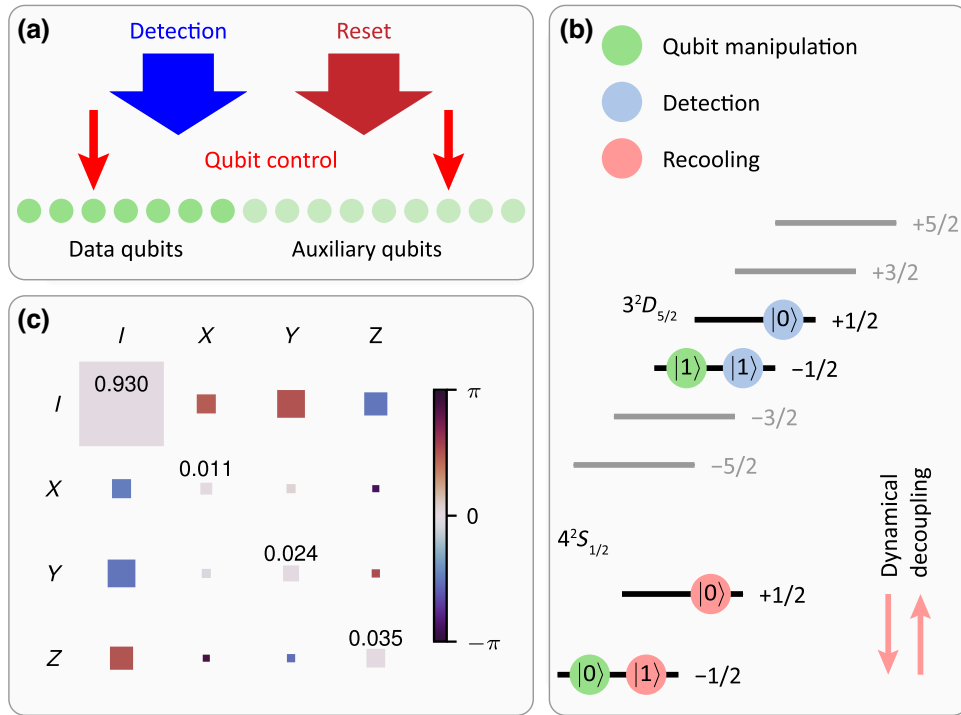 (a)
Detection
Reset
Qubit control
Data qubits
Auxiliary qubits
(b)
Qubit manipulation
Detection
Recooling
+5/2
+3/2
3²D₅/₂
|0⟩
+1/2
|1⟩ |1⟩
−1/2
−3/2
−5/2
4²S₁/₂
|0⟩
+1/2
|0⟩ |1⟩
−1/2
Dynamical
decoupling
(c)
I X Y Z
I 0.930
X 0.011
Y 0.024
Z 0.035
π
0
−π